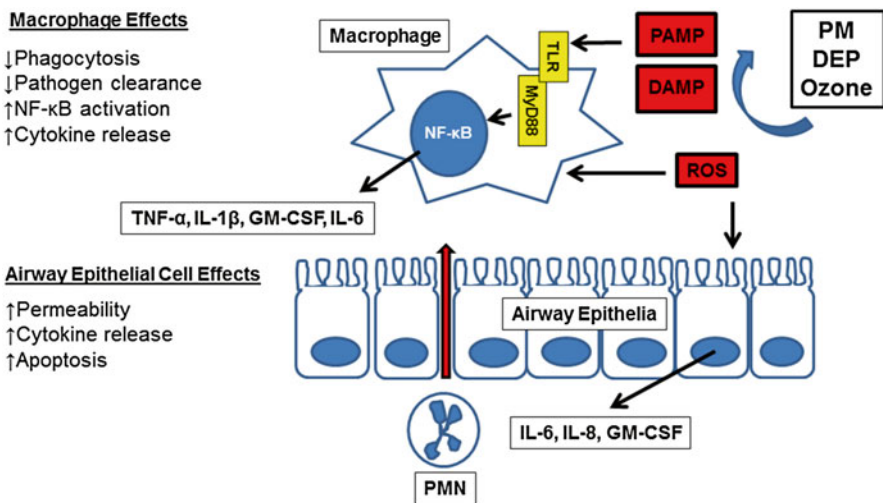 Macrophage Effects
↓Phagocytosis
↓Pathogen clearance
↑NF-κB activation
↑Cytokine release
Macrophage
TLR
MyD88
NF-κB
PAMP
DAMP
PM
DEP
Ozone
ROS
TNF-α, IL-1β, GM-CSF, IL-6
Airway Epithelial Cell Effects
↑Permeability
↑Cytokine release
↑Apoptosis
Airway Epithelia
IL-6, IL-8, GM-CSF
PMN